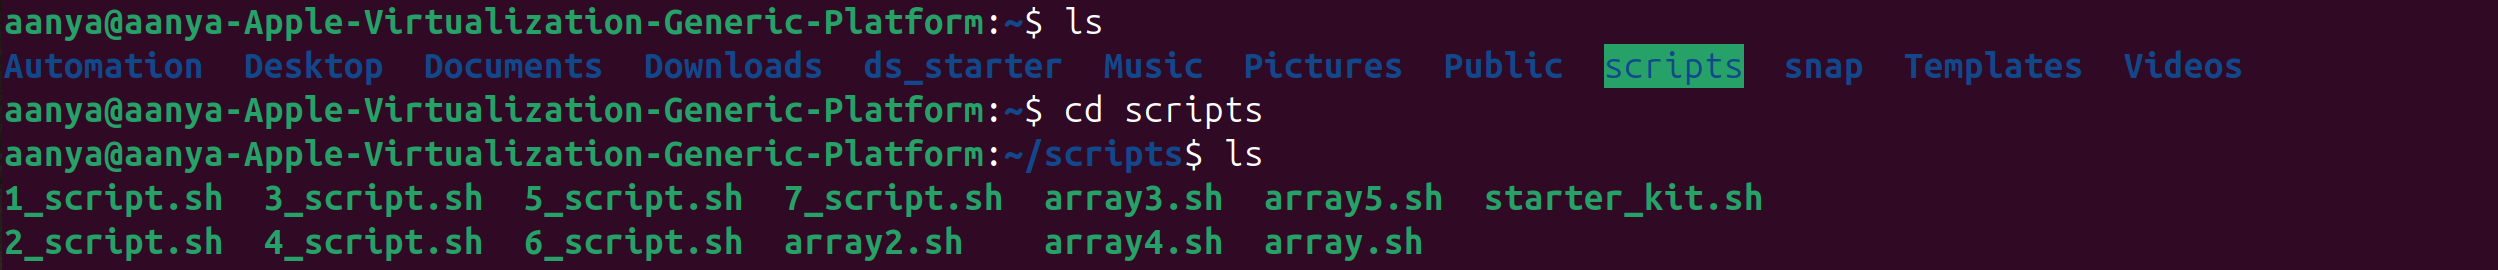 aanya@aanya-Apple-Virtualization-Generic-Platform:~$ ls
Automation  Desktop  Documents  Downloads  ds_starter  Music  Pictures  Public  scripts  snap  Templates  Videos
aanya@aanya-Apple-Virtualization-Generic-Platform:~$ cd scripts
aanya@aanya-Apple-Virtualization-Generic-Platform:~/scripts$ ls
1_script.sh  3_script.sh  5_script.sh  7_script.sh  array3.sh  array5.sh  starter_kit.sh
2_script.sh  4_script.sh  6_script.sh  array2.sh    array4.sh  array.sh